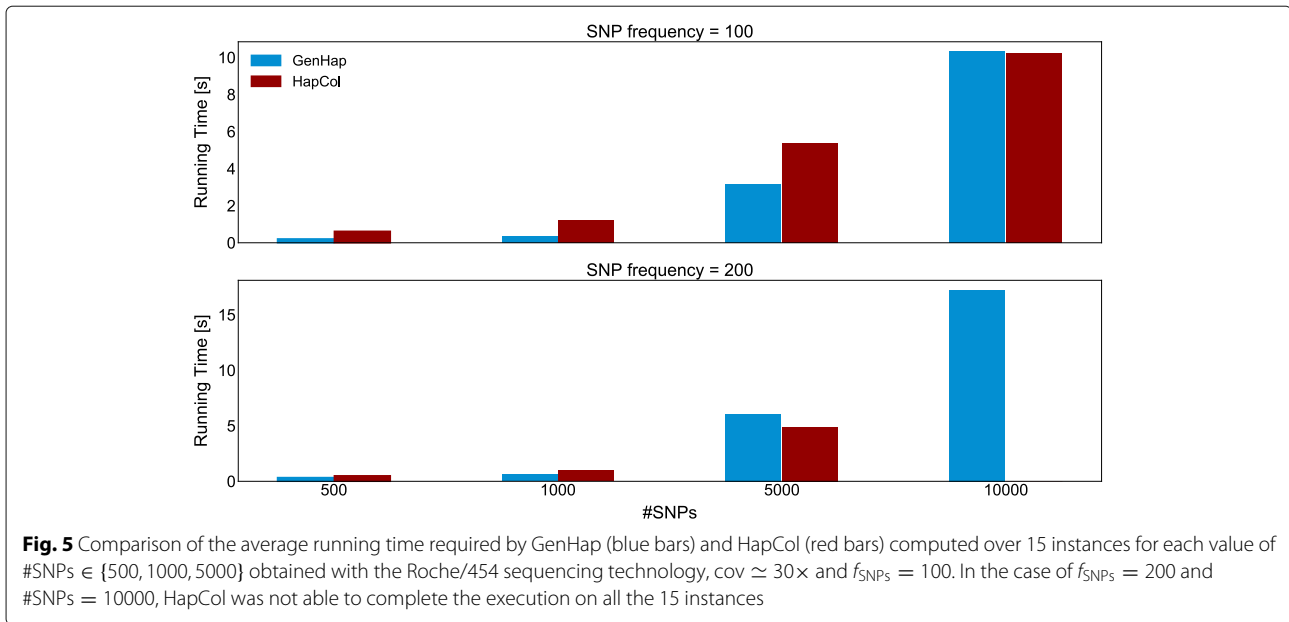 SNP frequency = 100
GenHap
HapCol
Running Time [s]
10
8
6
4
2
0
SNP frequency = 200
Running Time [s]
15
10
5
0
500
1000
5000
10000
#SNPs
Fig. 5 Comparison of the average running time required by GenHap (blue bars) and HapCol (red bars) computed over 15 instances for each value of
#SNPs ∈ {500, 1000, 5000} obtained with the Roche/454 sequencing technology, cov ≃ 30× and fSNPs = 100. In the case of fSNPs = 200 and
#SNPs = 10000, HapCol was not able to complete the execution on all the 15 instances